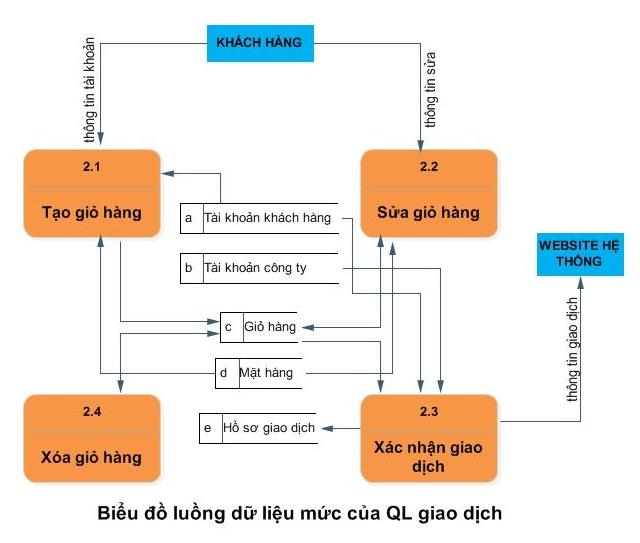 KHÁCH HÀNG
thông tin tài khoản
thông tin sửa
2.1
Tạo giỏ hàng
2.2
Sửa giỏ hàng
a Tài khoản khách hàng
b Tài khoản công ty
WEBSITE HỆ
THÔNG
c Giỏ hàng
d Mặt hàng
thông tin giao dịch
2.4
Xóa giỏ hàng
e Hồ sơ giao dịch
2.3
Xác nhận giao
dịch
Biểu đồ luồng dữ liệu mức của QL giao dịch